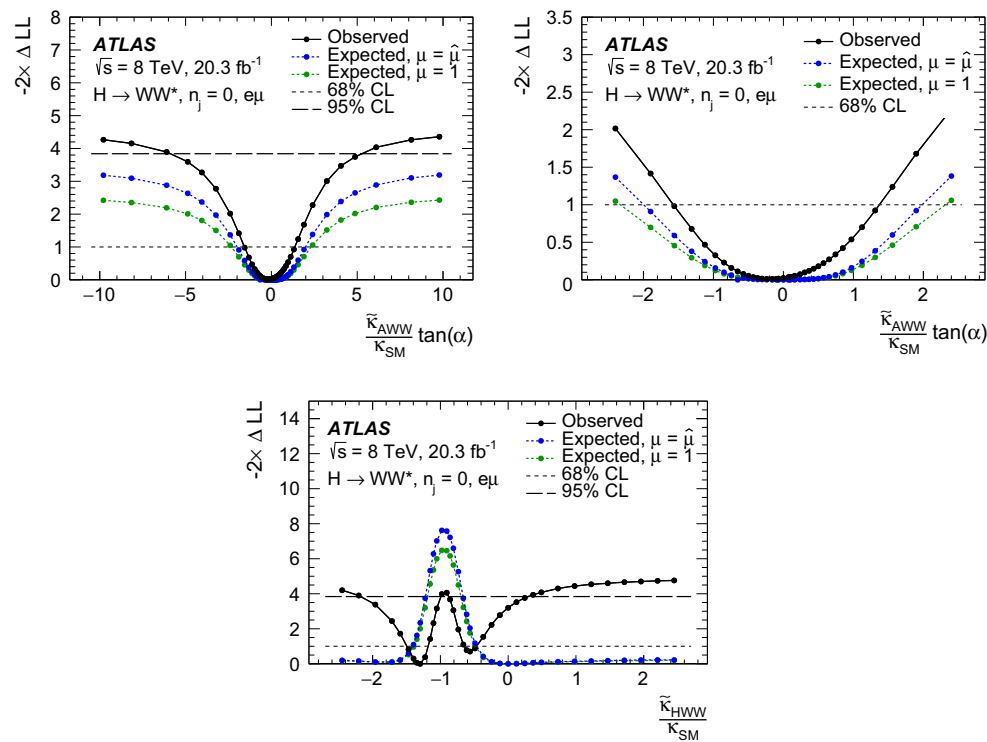 -2× Δ LL
8
7
6
5
4
3
2
1
0
ATLAS
√s = 8 TeV, 20.3 fb⁻¹
H → WW*, nⱼ = 0, eμ
Observed
Expected, μ = μ̂
Expected, μ = 1
68% CL
95% CL
−10 −5 0 5 10
κ̃_AWW
κ_SM tan(α)
-2× Δ LL
3.5
3
2.5
2
1.5
1
0.5
0
ATLAS
√s = 8 TeV, 20.3 fb⁻¹
H → WW*, nⱼ = 0, eμ
Observed
Expected, μ = μ̂
Expected, μ = 1
68% CL
−2 −1 0 1 2
κ̃_AWW
κ_SM tan(α)
-2× Δ LL
14
12
10
8
6
4
2
0
ATLAS
√s = 8 TeV, 20.3 fb⁻¹
H → WW*, nⱼ = 0, eμ
Observed
Expected, μ = μ̂
Expected, μ = 1
68% CL
95% CL
−2 −1 0 1 2
κ̃_HWW
κ_SM